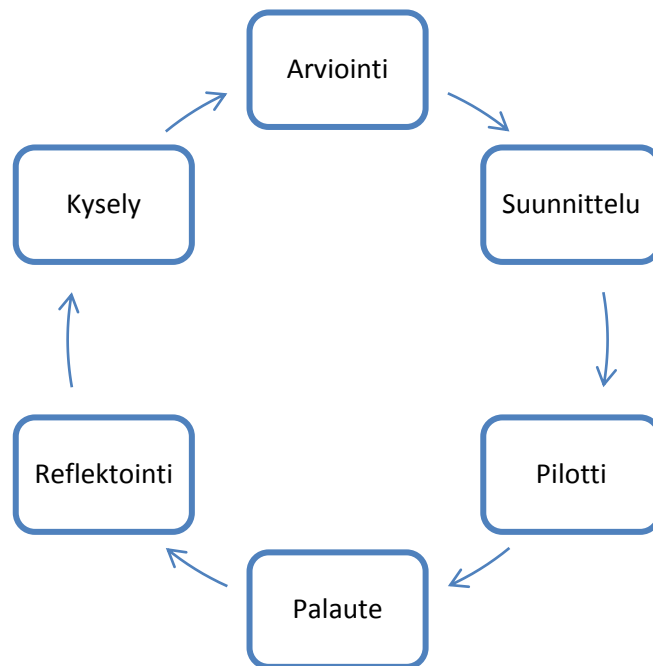 Arviointi
Suunnittelu
Pilotti
Palaute
Reflektointi
Kysely